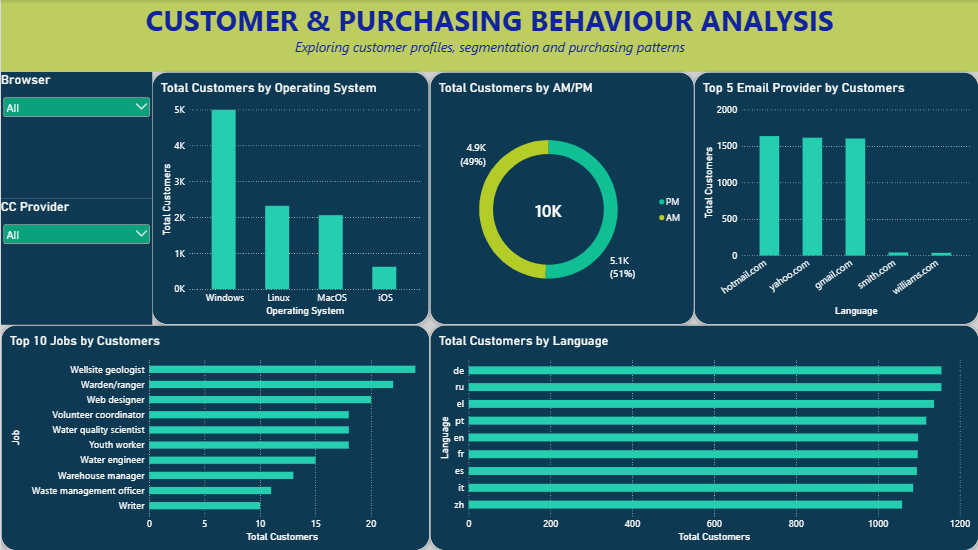 CUSTOMER & PURCHASING BEHAVIOUR ANALYSIS
Exploring customer profiles, segmentation and purchasing patterns
Browser
All
CC Provider
All
Total Customers by Operating System
Total Customers
5K
4K
3K
2K
1K
0K
Windows
Linux
MacOS
iOS
Operating System
Total Customers by AM/PM
4.9K
(49%)
10K
5.1K
(51%)
PM
AM
Top 5 Email Provider by Customers
Total Customers
2000
1500
1000
500
0
hotmail.com
yahoo.com
gmail.com
smith.com
williams.com
Language
Top 10 Jobs by Customers
Job
Wellsite geologist
Warden/ranger
Web designer
Volunteer coordinator
Water quality scientist
Youth worker
Water engineer
Warehouse manager
Waste management officer
Writer
0 5 10 15 20
Total Customers
Total Customers by Language
Language
de
ru
el
pt
en
fr
es
it
zh
0 200 400 600 800 1000 1200
Total Customers